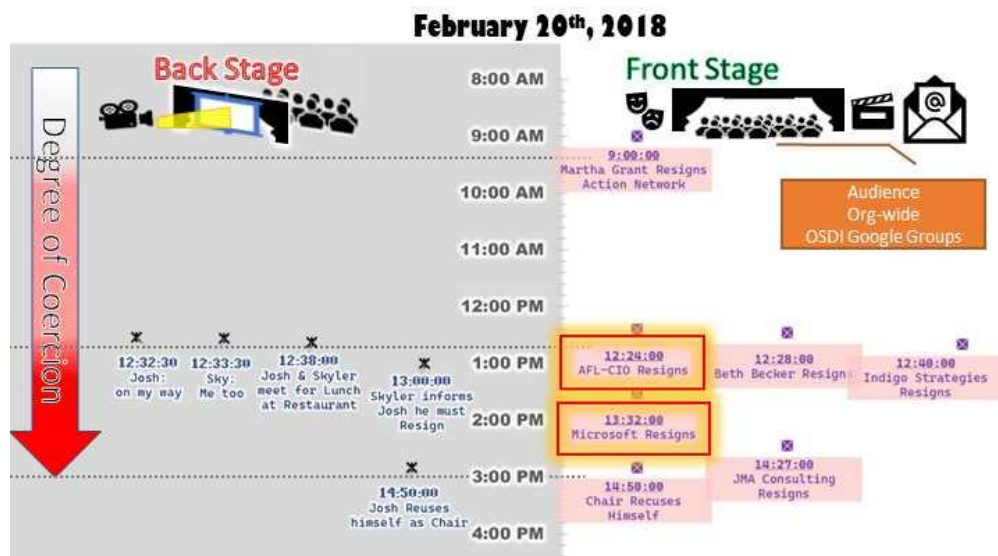 February 20th, 2018
Back Stage
Front Stage
Degree of Coercion
8:00 AM
9:00 AM
10:00 AM
11:00 AM
12:00 PM
1:00 PM
2:00 PM
3:00 PM
4:00 PM
@
Audience
Org-wide
OSDI Google Groups
9:00:00
Martha Grant Resigns
Action Network
12:32:30
Josh:
on my way
12:33:30
Sky:
Me too
12:38:00
Josh & Skyler
meet for Lunch
at Restaurant
13:00:00
Skyler informs
Josh he must
Resign
14:50:00
Josh Reuses
himself as Chair
12:24:00
AFL-CIO Resigns
12:28:00
Beth Becker Resigns
12:40:00
Indigo Strategies
Resigns
13:32:00
Microsoft Resigns
14:27:00
JMA Consulting
Resigns
14:50:00
Chair Recuses
Himself